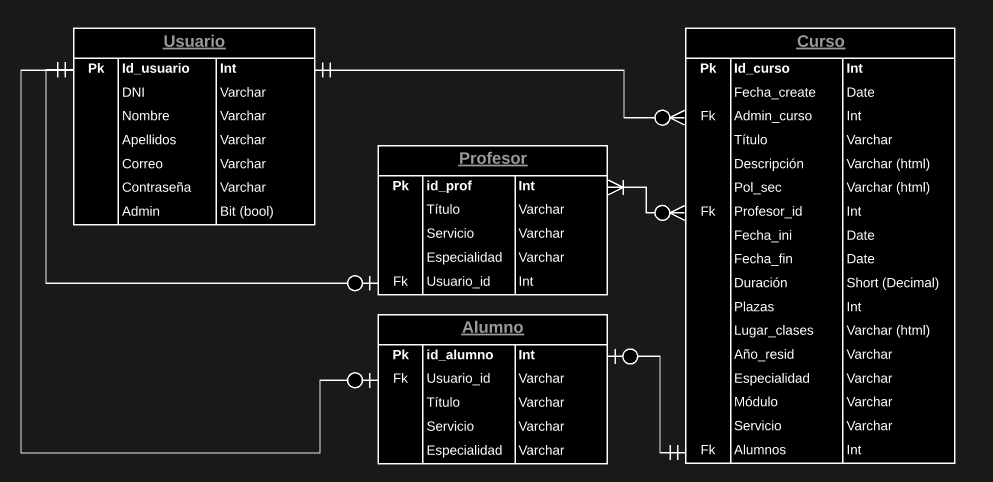 Usuario
Pk Id_usuario Int
DNI Varchar
Nombre Varchar
Apellidos Varchar
Correo Varchar
Contraseña Varchar
Admin Bit (bool)
Profesor
Pk id_prof Int
Título Varchar
Servicio Varchar
Especialidad Varchar
Fk Usuario_id Int
Alumno
Pk id_alumno Int
Fk Usuario_id Varchar
Título Varchar
Servicio Varchar
Especialidad Varchar
Curso
Pk Id_curso Int
Fecha_create Date
Fk Admin_curso Int
Título Varchar
Descripción Varchar (html)
Pol_sec Varchar (html)
Fk Profesor_id Int
Fecha_ini Date
Fecha_fin Date
Duración Short (Decimal)
Plazas Int
Lugar_clases Varchar (html)
Año_resid Varchar
Especialidad Varchar
Módulo Varchar
Servicio Varchar
Fk Alumnos Int